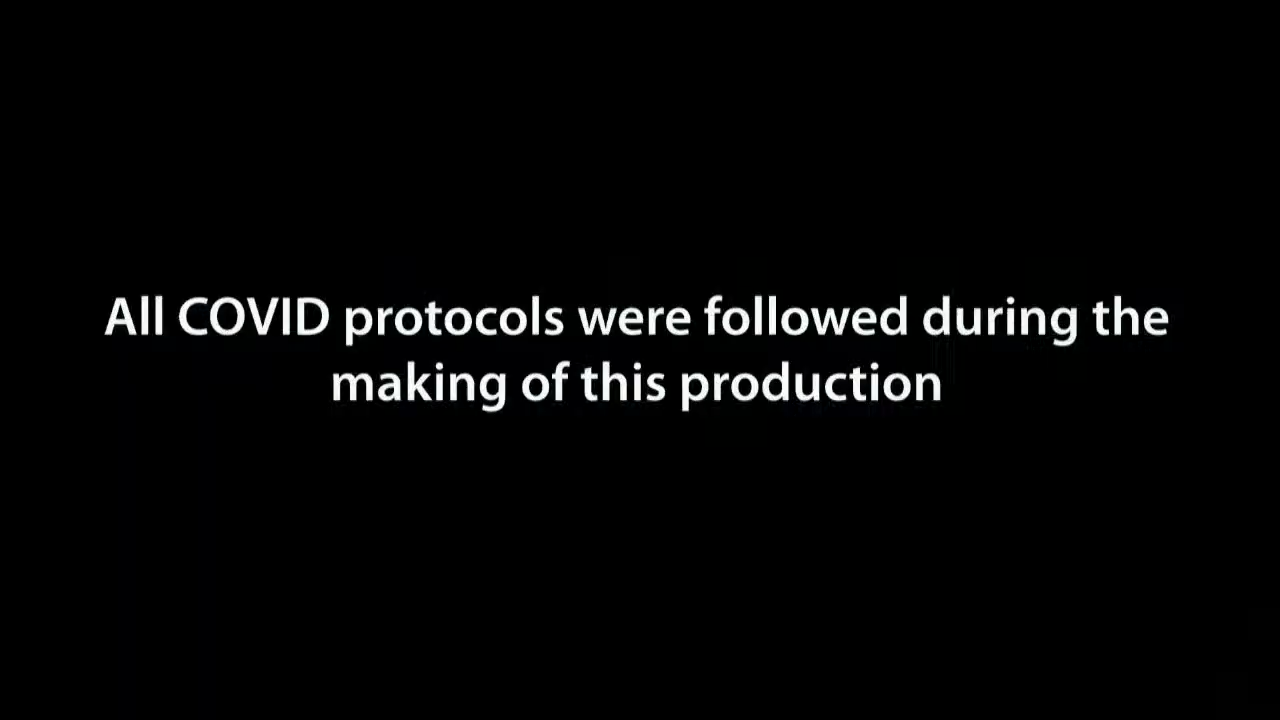 All COVID protocols were followed during the
making of this production